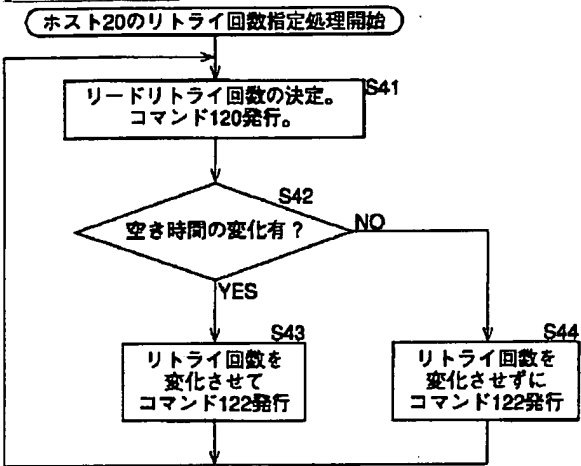 ホスト20のリトライ回数指定処理開始
S41
リードリトライ回数の決定。
コマンド120発行。
S42
空き時間の変化有？
NO
YES
S43
リトライ回数を
変化させて
コマンド122発行
S44
リトライ回数を
変化させずに
コマンド122発行